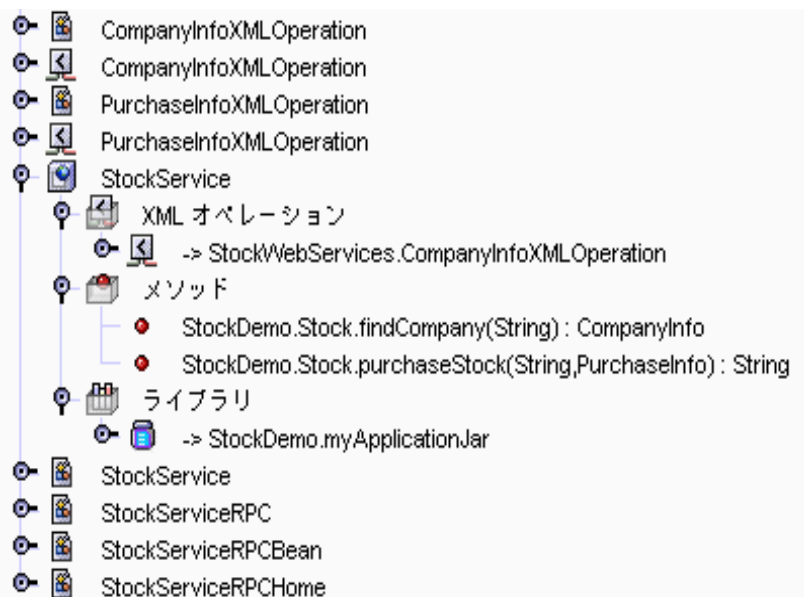 CompanyInfoXMLOperation
CompanyInfoXMLOperation
PurchaseInfoXMLOperation
PurchaseInfoXMLOperation
StockService
XML オペレーション
-> StockWebServices.CompanyInfoXMLOperation
メソッド
StockDemo.Stock.findCompany(String) : CompanyInfo
StockDemo.Stock.purchaseStock(String,PurchaseInfo) : String
ライブラリ
-> StockDemo.myApplicationJar
StockService
StockServiceRPC
StockServiceRPCBean
StockServiceRPCHome